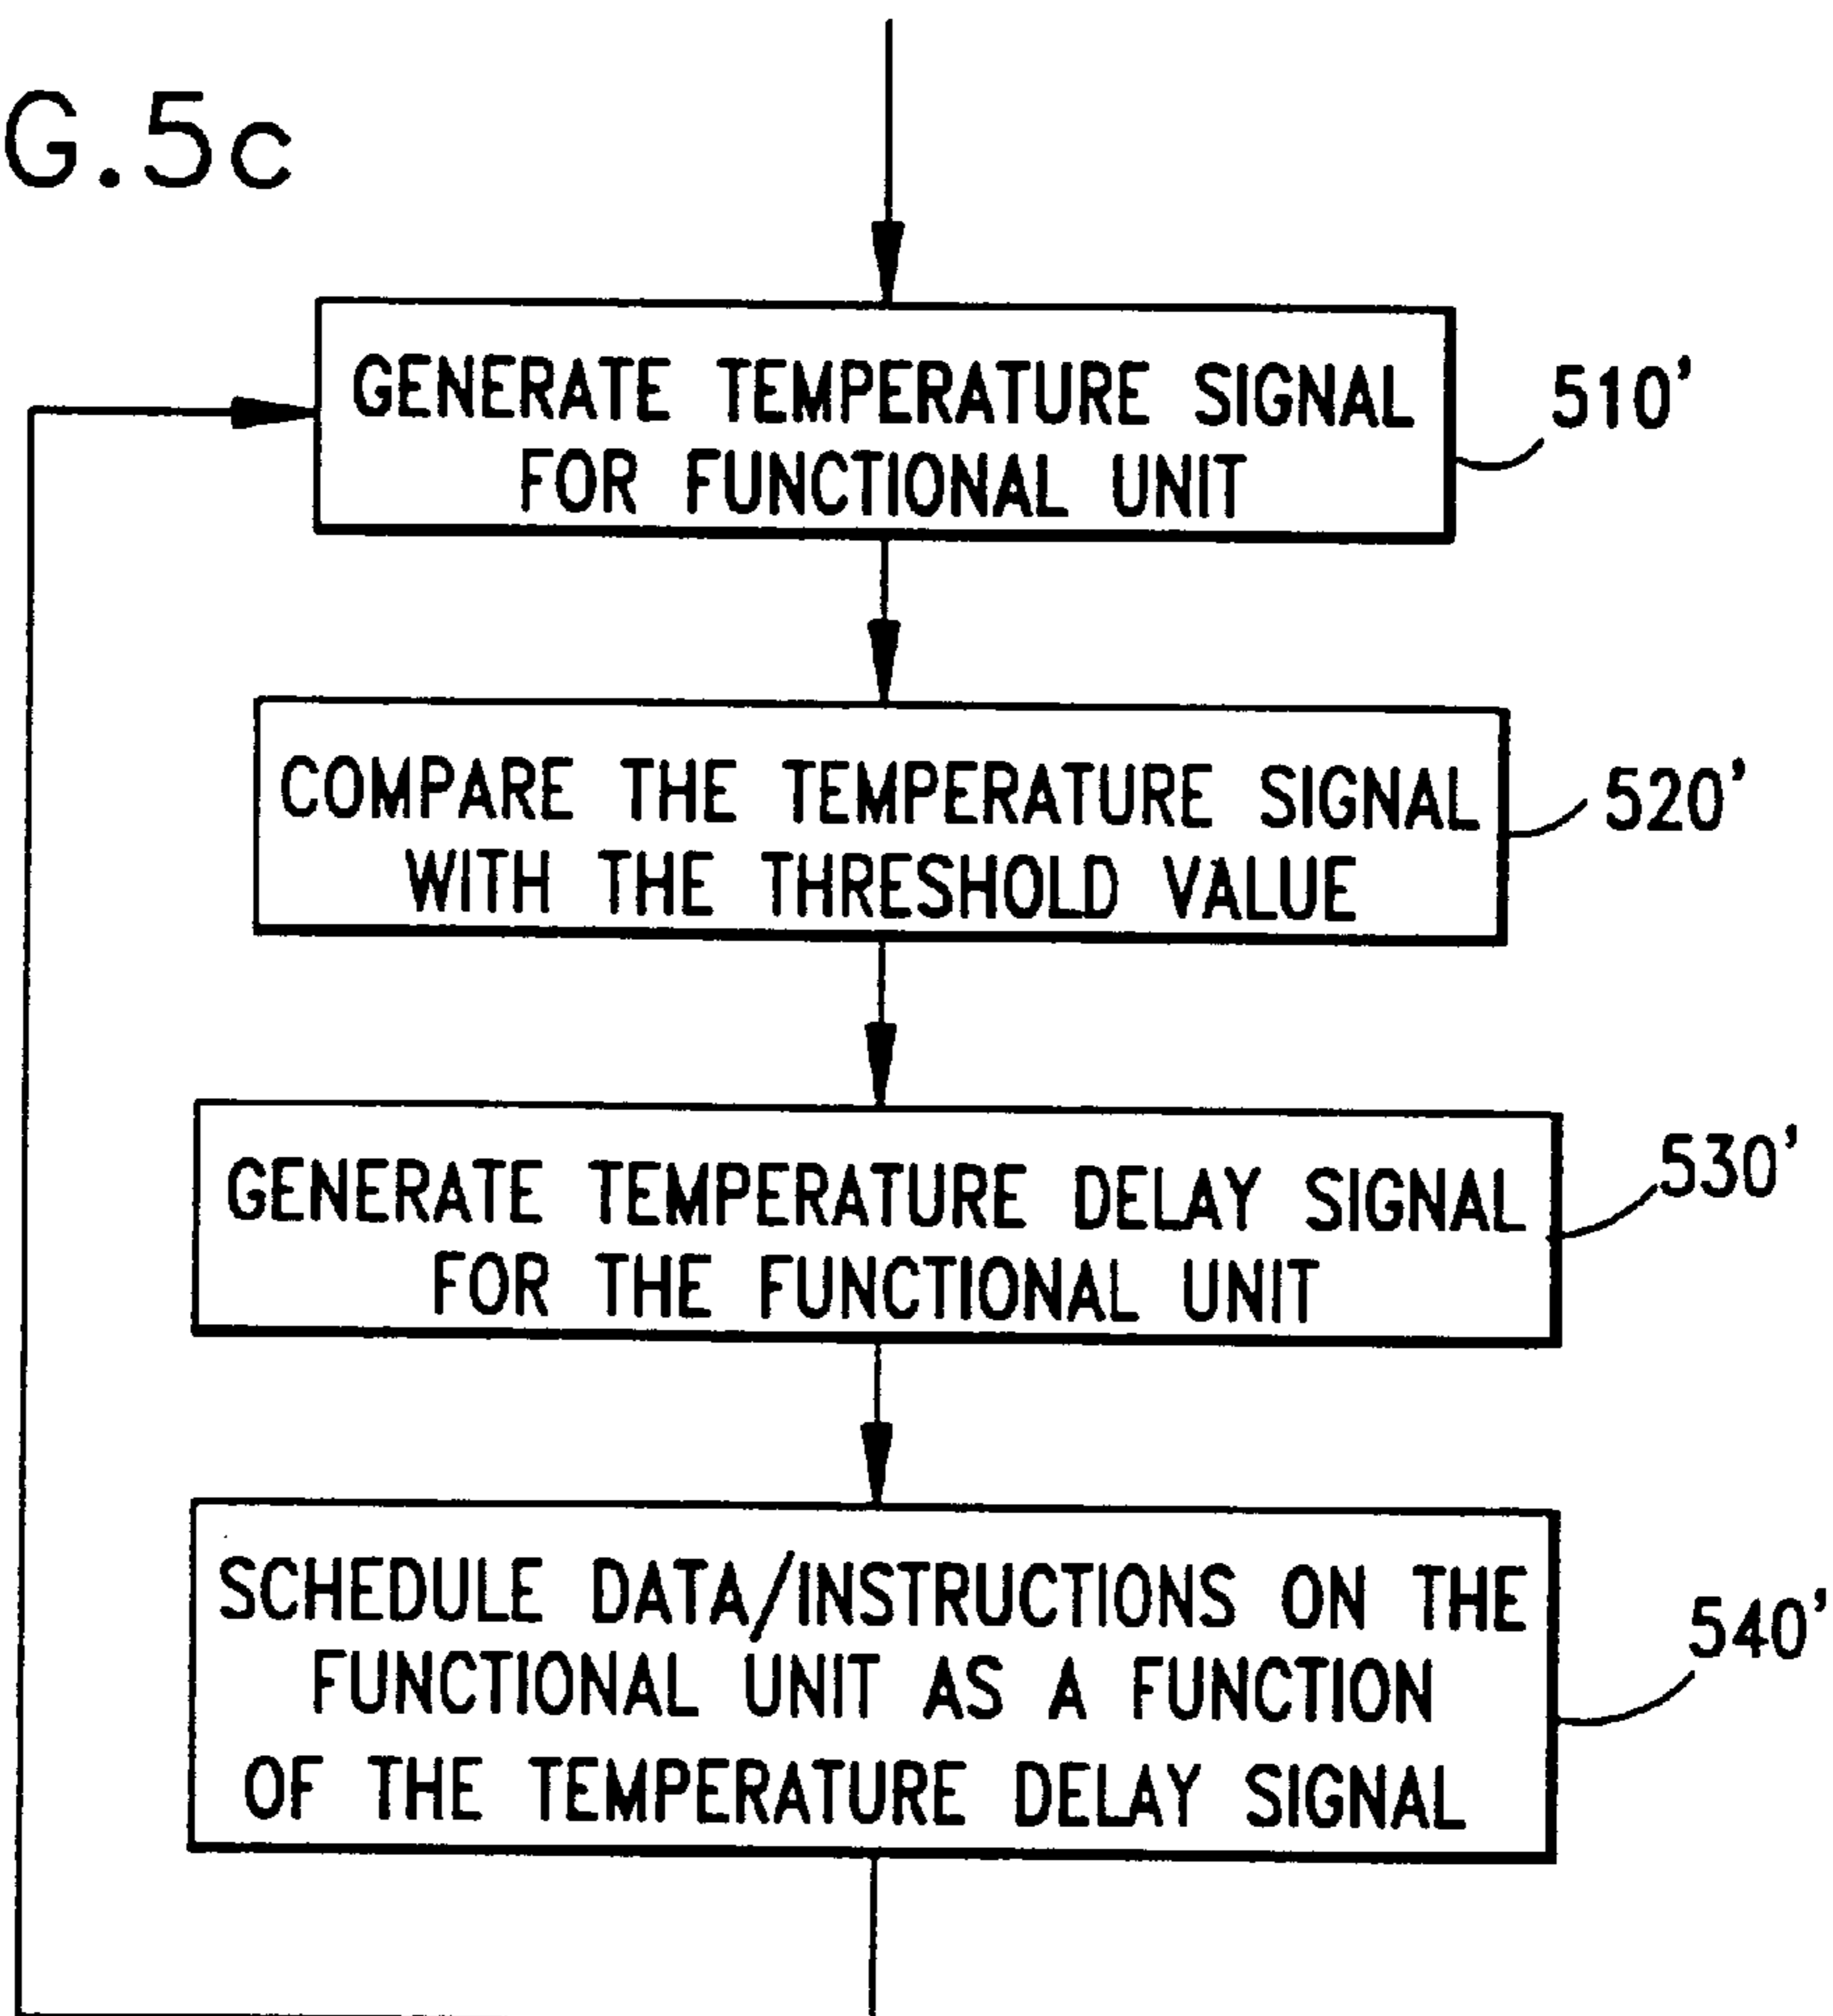 G.5c
GENERATE TEMPERATURE SIGNAL
FOR FUNCTIONAL UNIT
510'
COMPARE THE TEMPERATURE SIGNAL
WITH THE THRESHOLD VALUE
520'
GENERATE TEMPERATURE DELAY SIGNAL
FOR THE FUNCTIONAL UNIT
530'
SCHEDULE DATA/INSTRUCTIONS ON THE
FUNCTIONAL UNIT AS A FUNCTION
OF THE TEMPERATURE DELAY SIGNAL
540'